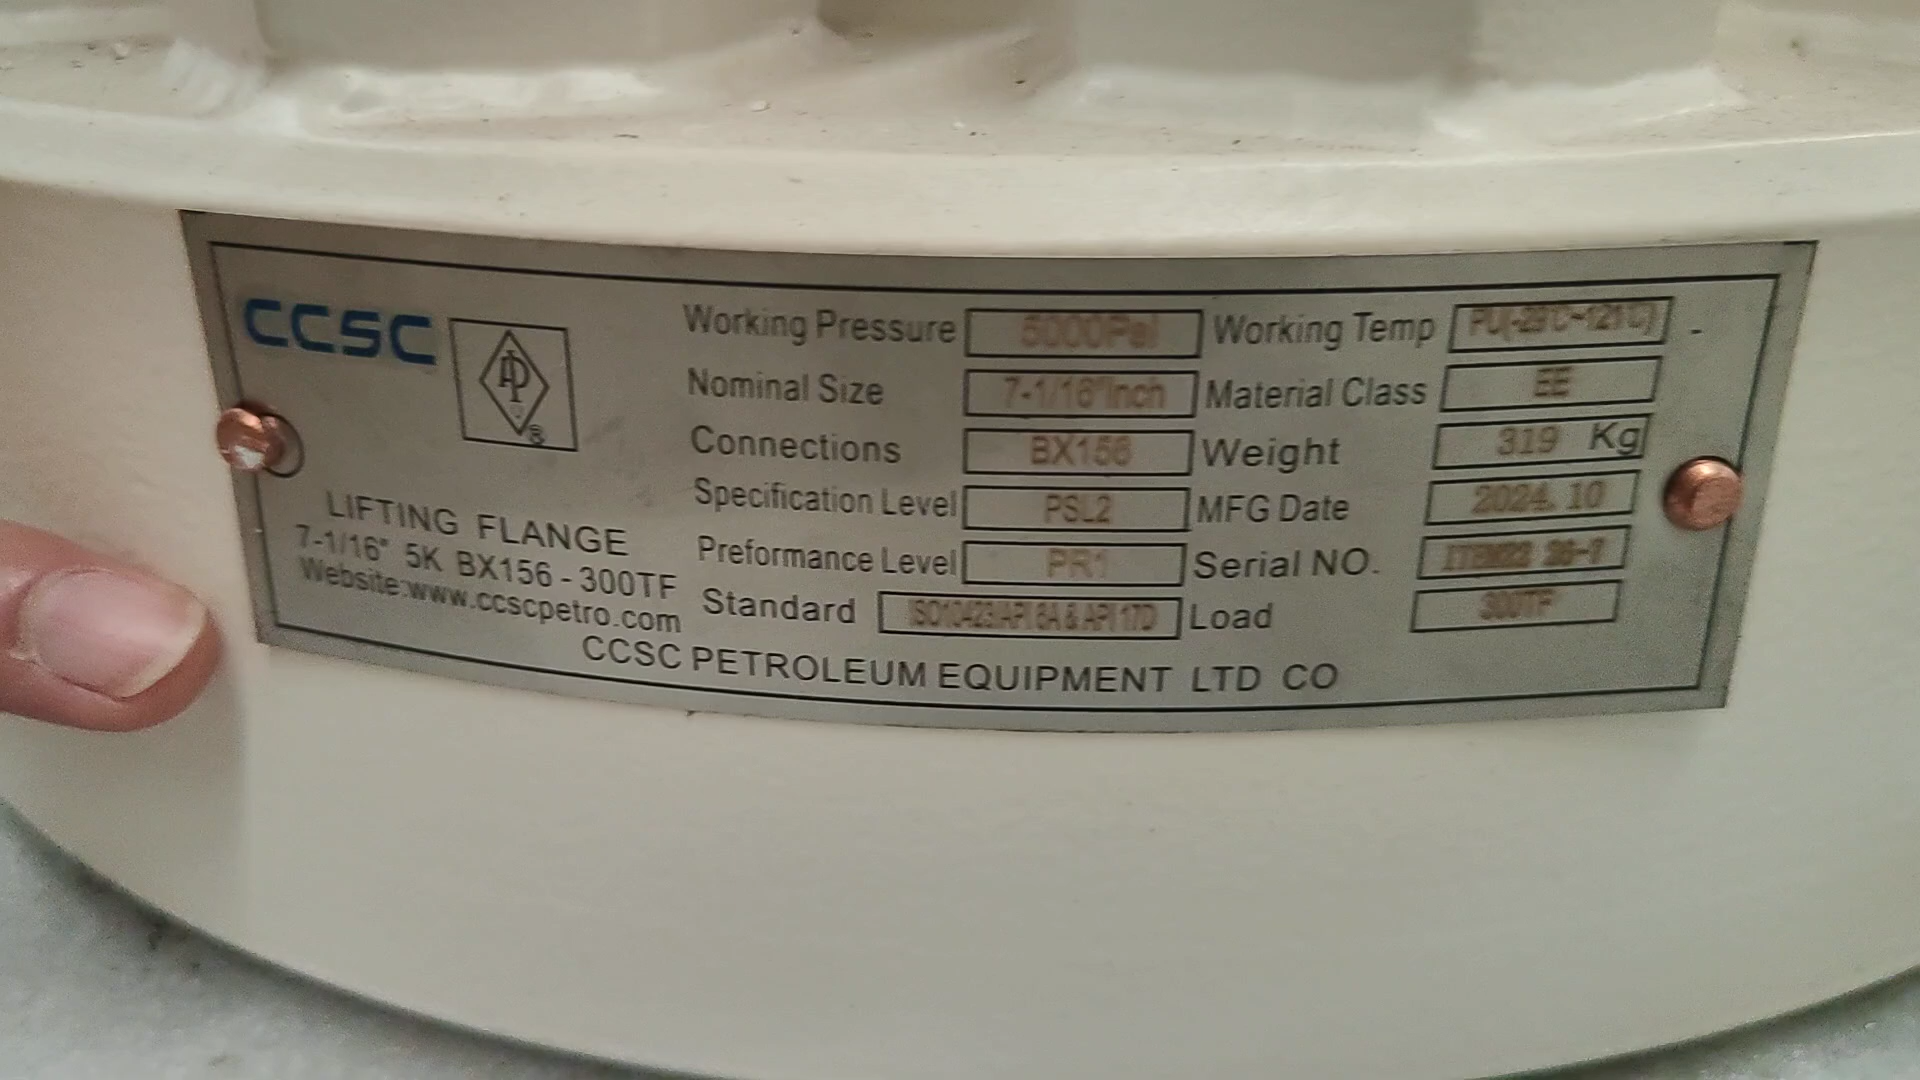 CCSC
Working Pressure 5000Psi Working Temp PU(-29℃~121℃)
Nominal Size 7-1/16"Inch Material Class EE
Connections BX156 Weight 319 Kg
Specification Level PSL2 MFG Date 2024.10
Preformance Level PR1 Serial NO.
Standard ISO10423/API 6A & API 17D Load 300TF
LIFTING FLANGE
7-1/16" 5K BX156-300TF
Website:www.ccscpetro.com
CCSC PETROLEUM EQUIPMENT LTD CO